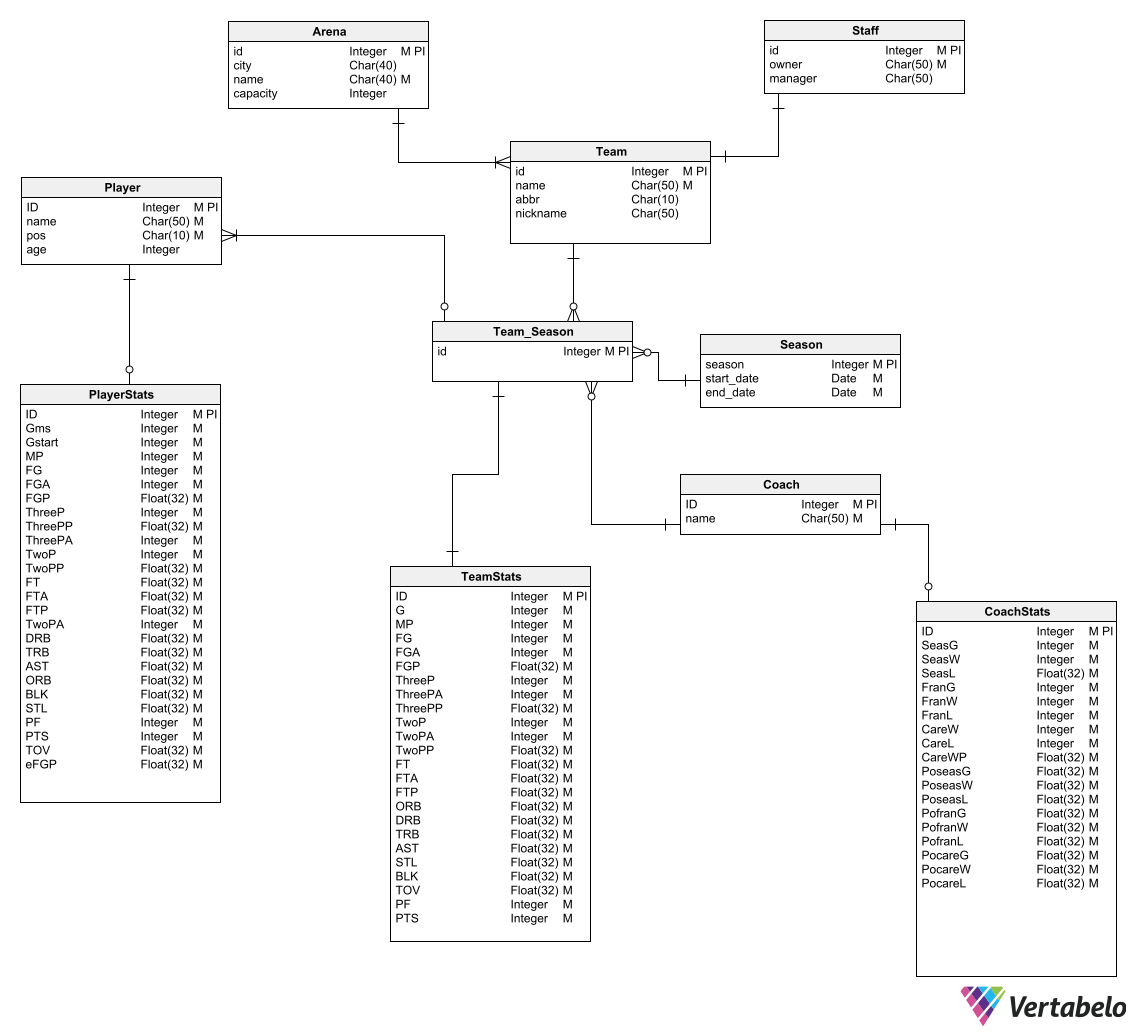 Arena
id Integer M PI
city Char(40)
name Char(40) M
capacity Integer
Staff
id Integer M PI
owner Char(50) M
manager Char(50)
Team
id Integer M PI
name Char(50) M
abbr Char(10)
nickname Char(50)
Player
ID Integer M PI
name Char(50) M
pos Char(10) M
age Integer
Team_Season
id Integer M PI
Season
season Integer M PI
start_date Date M
end_date Date M
PlayerStats
ID Integer M PI
Gms Integer M
Gstart Integer M
MP Integer M
FG Integer M
FGA Integer M
FGP Float(32) M
ThreeP Integer M
ThreePP Float(32) M
ThreePA Integer M
TwoP Integer M
TwoPP Float(32) M
FT Float(32) M
FTA Float(32) M
FTP Float(32) M
TwoPA Integer M
DRB Float(32) M
TRB Float(32) M
AST Float(32) M
ORB Float(32) M
BLK Float(32) M
STL Float(32) M
PF Integer M
PTS Integer M
TOV Float(32) M
eFGP Float(32) M
Coach
ID Integer M PI
name Char(50) M
TeamStats
ID Integer M PI
G Integer M
MP Integer M
FG Integer M
FGA Integer M
FGP Float(32) M
ThreeP Integer M
ThreePA Integer M
ThreePP Float(32) M
TwoP Integer M
TwoPA Integer M
TwoPP Float(32) M
FT Float(32) M
FTA Float(32) M
FTP Float(32) M
ORB Float(32) M
DRB Float(32) M
TRB Float(32) M
AST Float(32) M
STL Float(32) M
BLK Float(32) M
TOV Float(32) M
PF Integer M
PTS Integer M
CoachStats
ID Integer M PI
SeasG Integer M
SeasW Integer M
SeasL Float(32) M
FranG Integer M
FranW Integer M
FranL Integer M
CareW Integer M
CareL Integer M
CareWP Float(32) M
PoseasG Float(32) M
PoseasW Float(32) M
PoseasL Float(32) M
PofranG Float(32) M
PofranW Float(32) M
PofranL Float(32) M
PocareG Float(32) M
PocareW Float(32) M
PocareL Float(32) M
Vertabelo